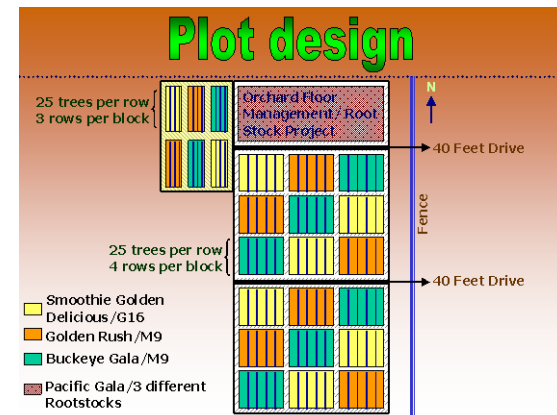 Plot design
25 trees per row
3 rows per block
Orchard Floor
Management/ Root
Stock Project
N
40 Feet Drive
Fence
25 trees per row
4 rows per block
40 Feet Drive
Smoothie Golden
Delicious/G16
Golden Rush/M9
Buckeye Gala/M9
Pacific Gala/3 different
Rootstocks